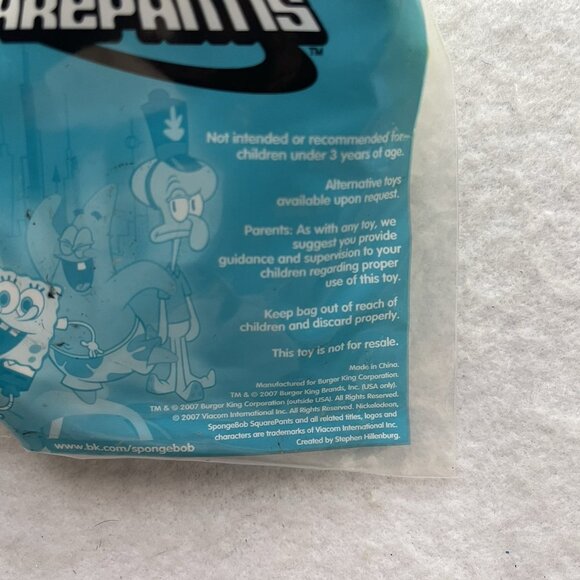 AREPANTS
TM
Not intended or recommended for
children under 3 years of age.
Alternative toys
available upon request.
Parents: As with any toy, we
suggest you provide
guidance and supervision to your
children regarding proper
use of this toy.
Keep bag out of reach of
children and discard properly.
This toy is not for resale.
Made in China.
Manufactured for Burger King Corporation.
TM & © 2007 Burger King Brands, Inc. (USA only).
TM & © 2007 Burger King Corporation (outside USA). All Rights Reserved.
© 2007 Viacom International Inc. All Rights Reserved. Nickelodeon,
SpongeBob SquarePants and all related titles, logos and
characters are trademarks of Viacom International Inc.
Created by Stephen Hillenburg.
www.bk.com/spongebob